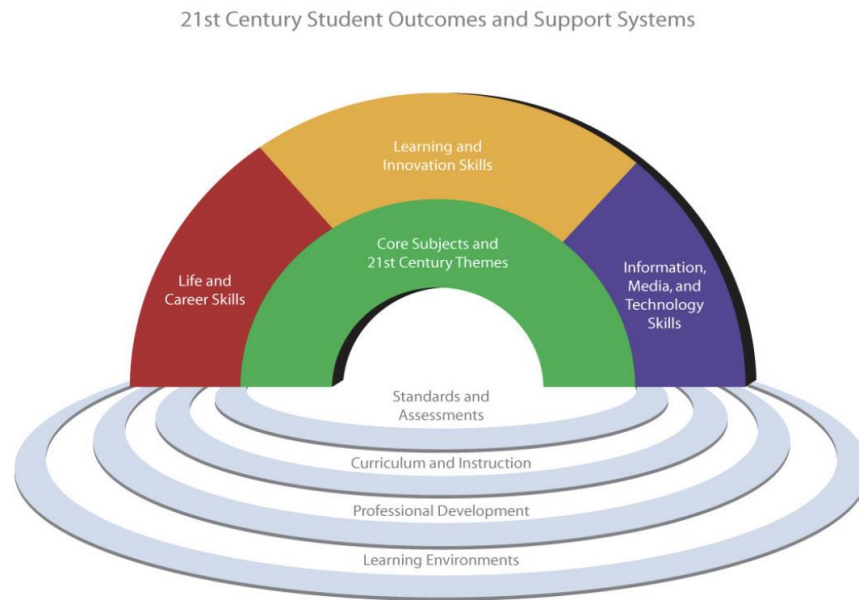 21st Century Student Outcomes and Support Systems
Learning and
Innovation Skills
Core Subjects and
21st Century Themes
Life and
Career Skills
Information,
Media, and
Technology
Skills
Standards and
Assessments
Curriculum and Instruction
Professional Development
Learning Environments